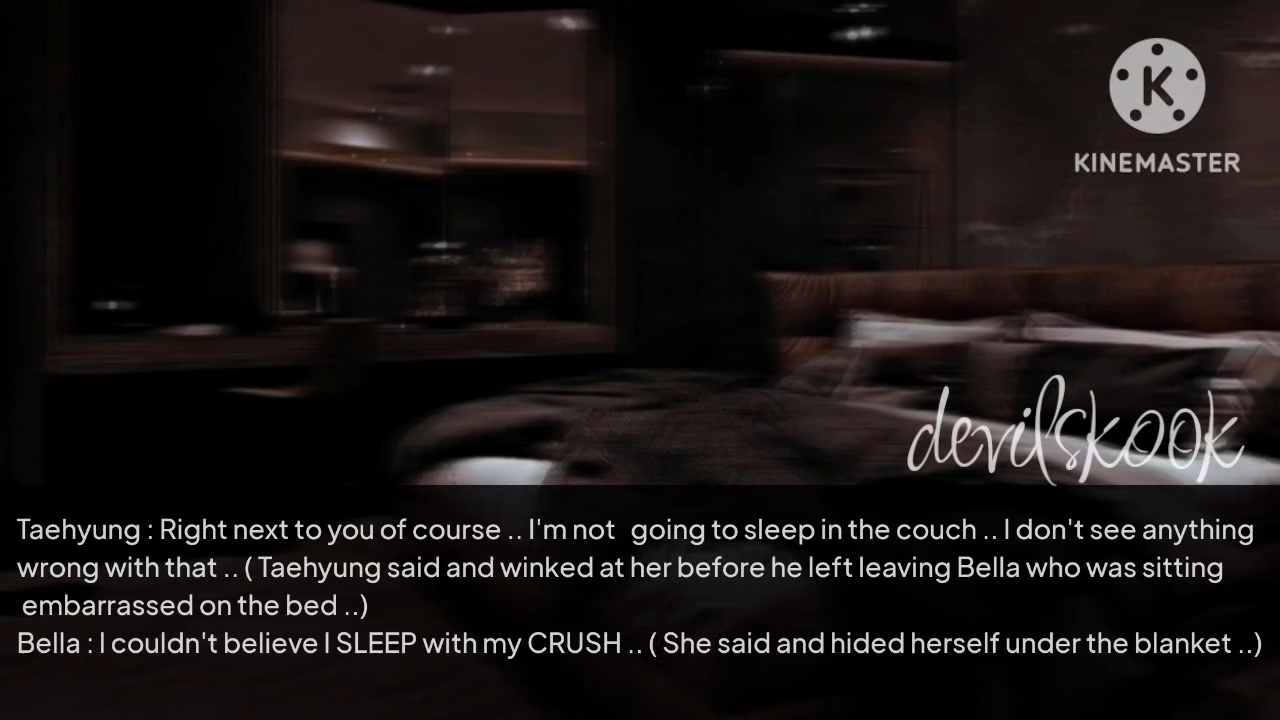 KINEMASTER
devilskook
Taehyung : Right next to you of course .. I'm not  going to sleep in the couch .. I don't see anything
wrong with that .. ( Taehyung said and winked at her before he left leaving Bella who was sitting
embarrassed on the bed ..)
Bella : I couldn't believe I SLEEP with my CRUSH .. ( She said and hided herself under the blanket ..)